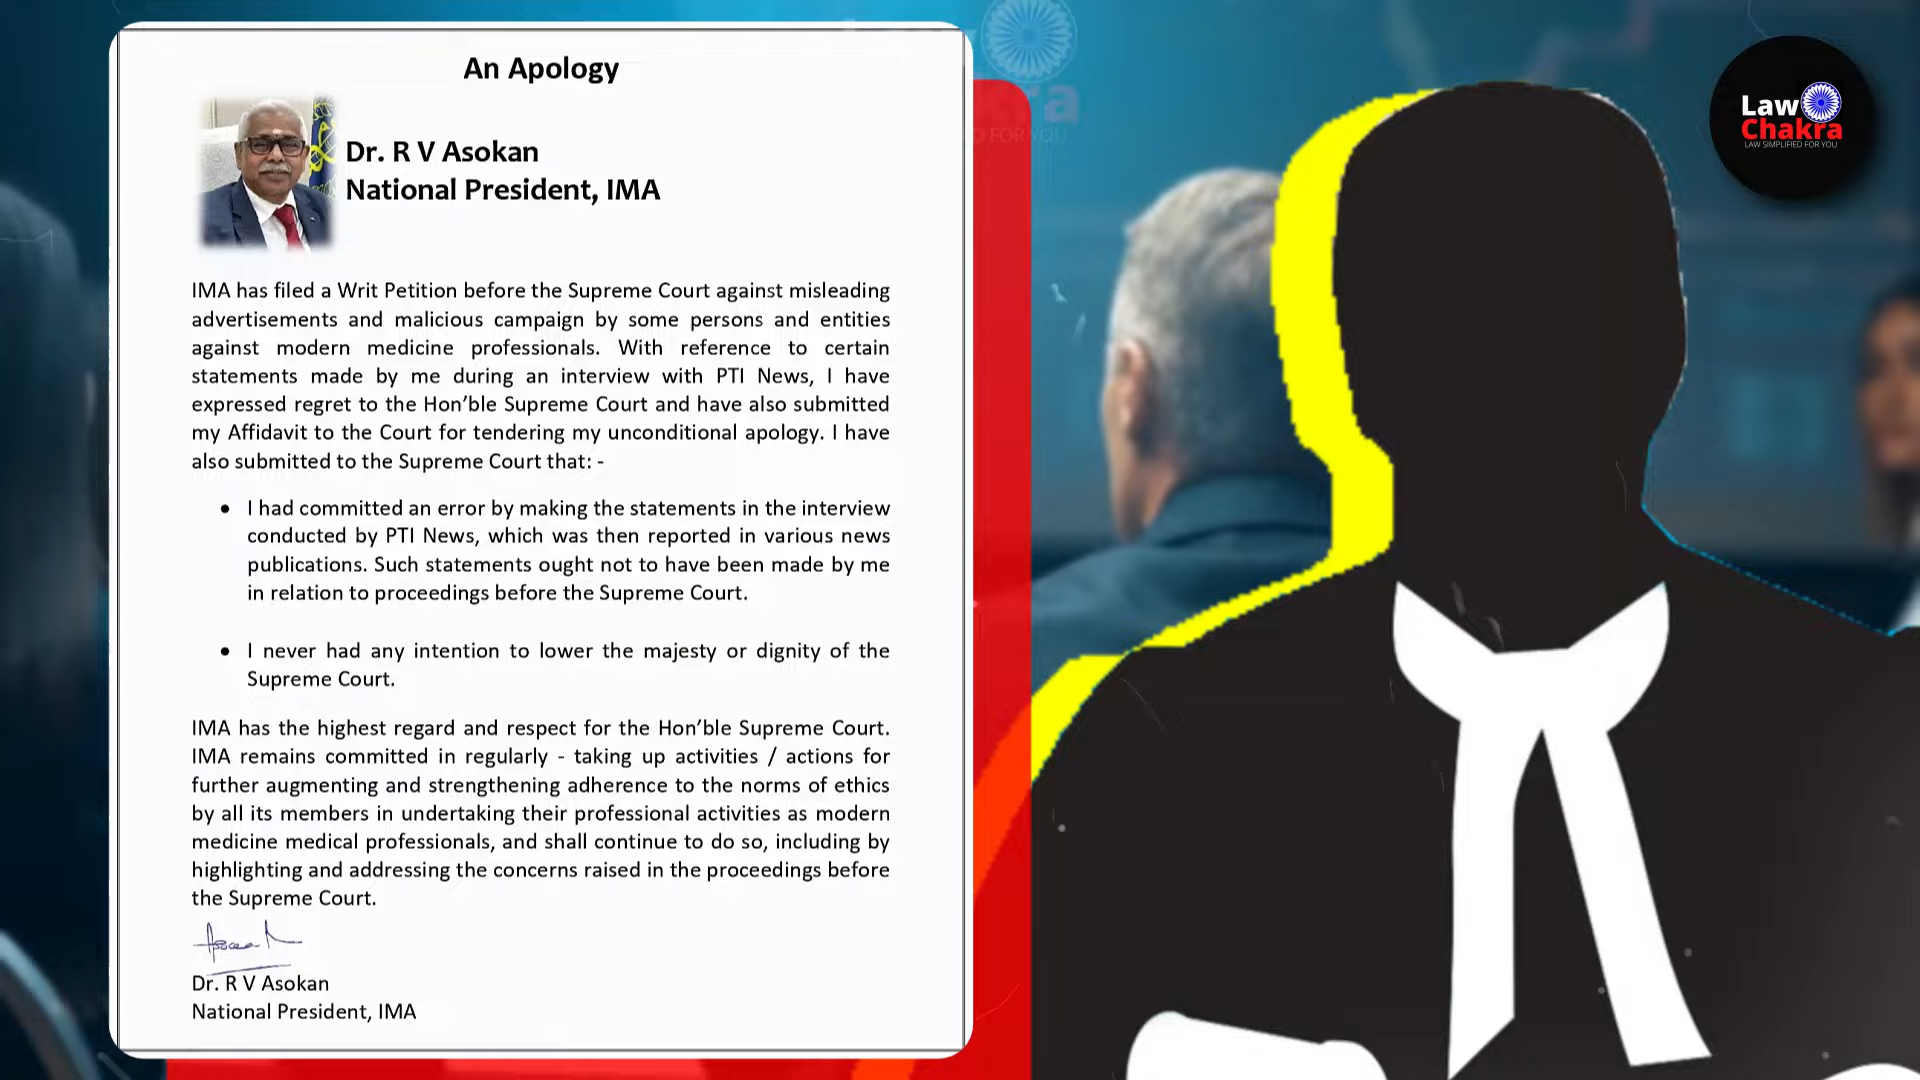 An Apology
Dr. R V Asokan
National President, IMA
IMA has filed a Writ Petition before the Supreme Court against misleading
advertisements and malicious campaign by some persons and entities
against modern medicine professionals. With reference to certain
statements made by me during an interview with PTI News, I have
expressed regret to the Hon’ble Supreme Court and have also submitted
my Affidavit to the Court for tendering my unconditional apology. I have
also submitted to the Supreme Court that: -
• I had committed an error by making the statements in the interview
conducted by PTI News, which was then reported in various news
publications. Such statements ought not to have been made by me
in relation to proceedings before the Supreme Court.
• I never had any intention to lower the majesty or dignity of the
Supreme Court.
IMA has the highest regard and respect for the Hon’ble Supreme Court.
IMA remains committed in regularly - taking up activities / actions for
further augmenting and strengthening adherence to the norms of ethics
by all its members in undertaking their professional activities as modern
medicine medical professionals, and shall continue to do so, including by
highlighting and addressing the concerns raised in the proceedings before
the Supreme Court.
Dr. R V Asokan
National President, IMA
Law
Chakra
LAW SIMPLIFIED FOR YOU
kra
FOR YOU